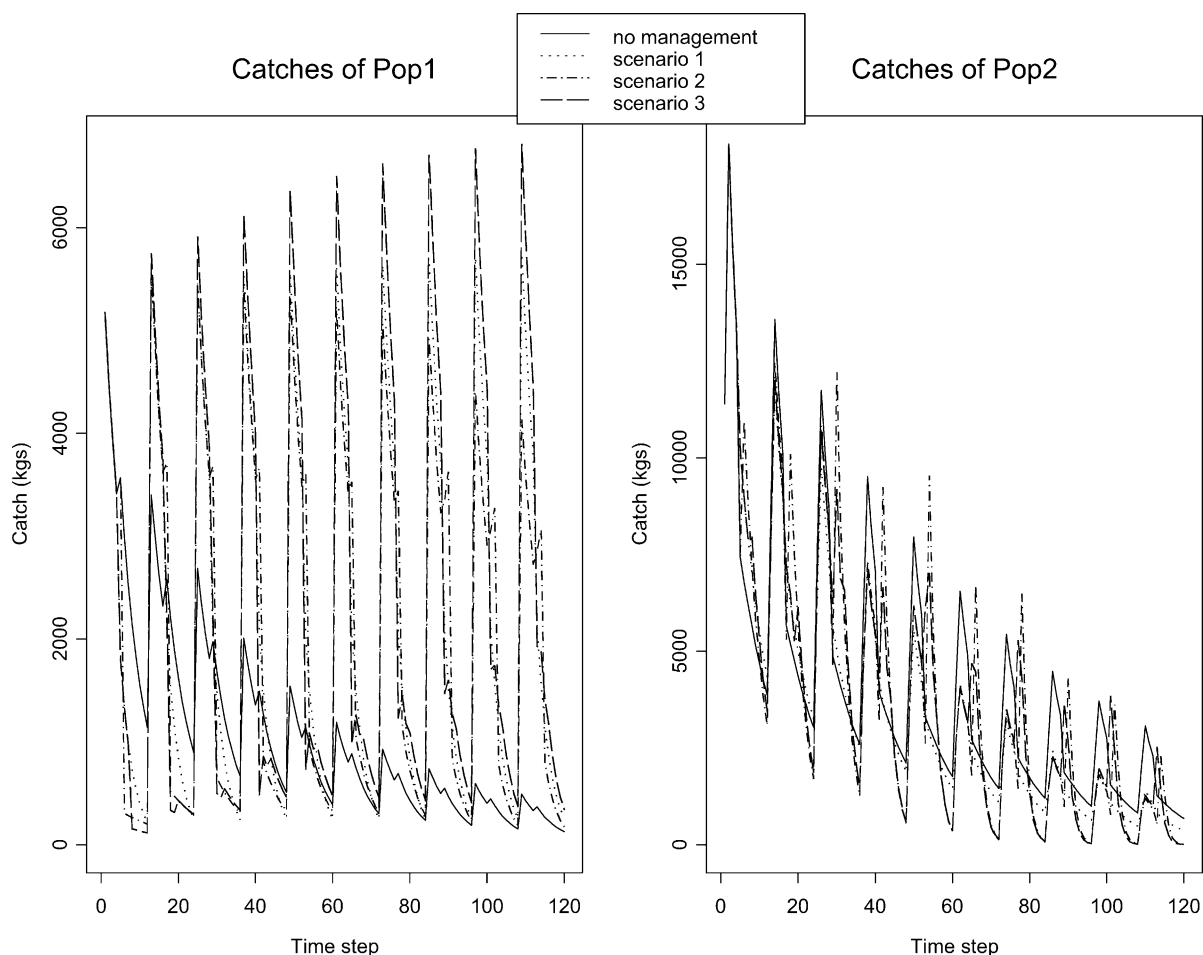 no management
scenario 1
scenario 2
scenario 3
Catches of Pop1
Catches of Pop2
Catch (kgs)
0
2000
4000
6000
0 20 40 60 80 100 120
Time step
Catch (kgs)
0
5000
10000
15000
0 20 40 60 80 100 120
Time step